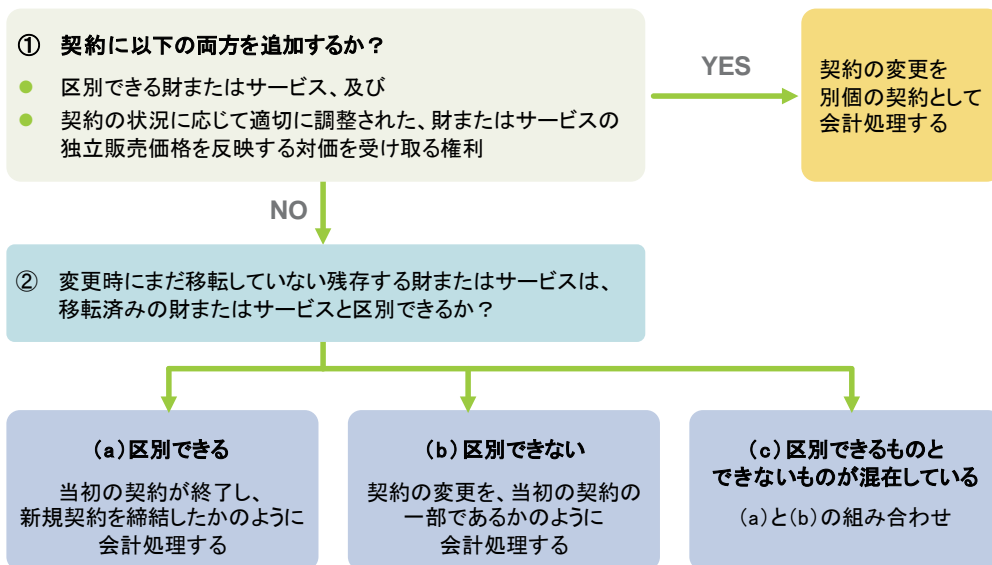 ① 契約に以下の両方を追加するか？
● 区別できる財またはサービス、及び
● 契約の状況に応じて適切に調整された、財またはサービスの
独立販売価格を反映する対価を受け取る権利
YES
契約の変更を
別個の契約として
会計処理する
NO
② 変更時にまだ移転していない残存する財またはサービスは、
移転済みの財またはサービスと区別できるか？
（a）区別できる
当初の契約が終了し、
新規契約を締結したかのように
会計処理する
（b）区別できない
契約の変更を、当初の契約の
一部であるかのように
会計処理する
（c）区別できるものと
できないものが混在している
（a）と（b）の組み合わせ